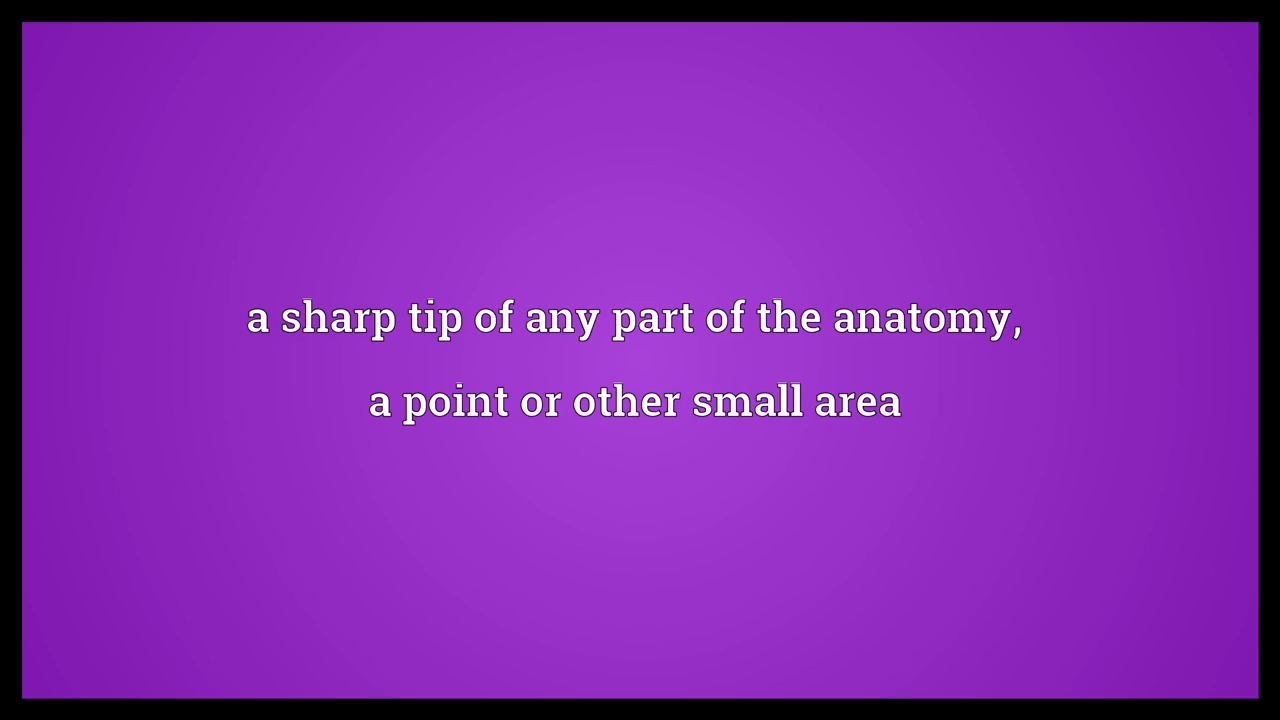 a sharp tip of any part of the anatomy,
a point or other small area